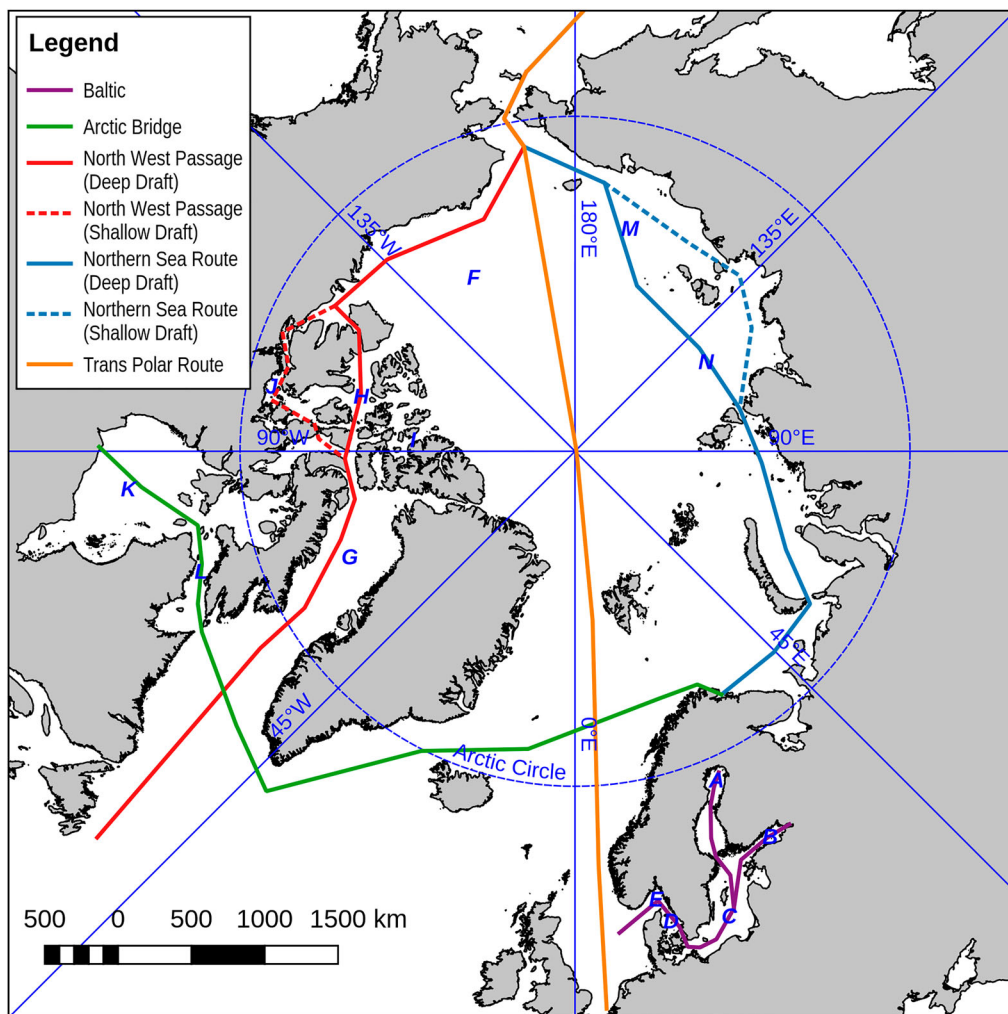 Legend
Baltic
Arctic Bridge
North West Passage
(Deep Draft)
North West Passage
(Shallow Draft)
Northern Sea Route
(Deep Draft)
Northern Sea Route
(Shallow Draft)
Trans Polar Route
135°W
180°E
135°E
M
F
N
J
H
I
90°W
90°E
K
G
L
45°E
45°W
0°E
Arctic Circle
A
B
E
D
C
500 0 500 1000 1500 km